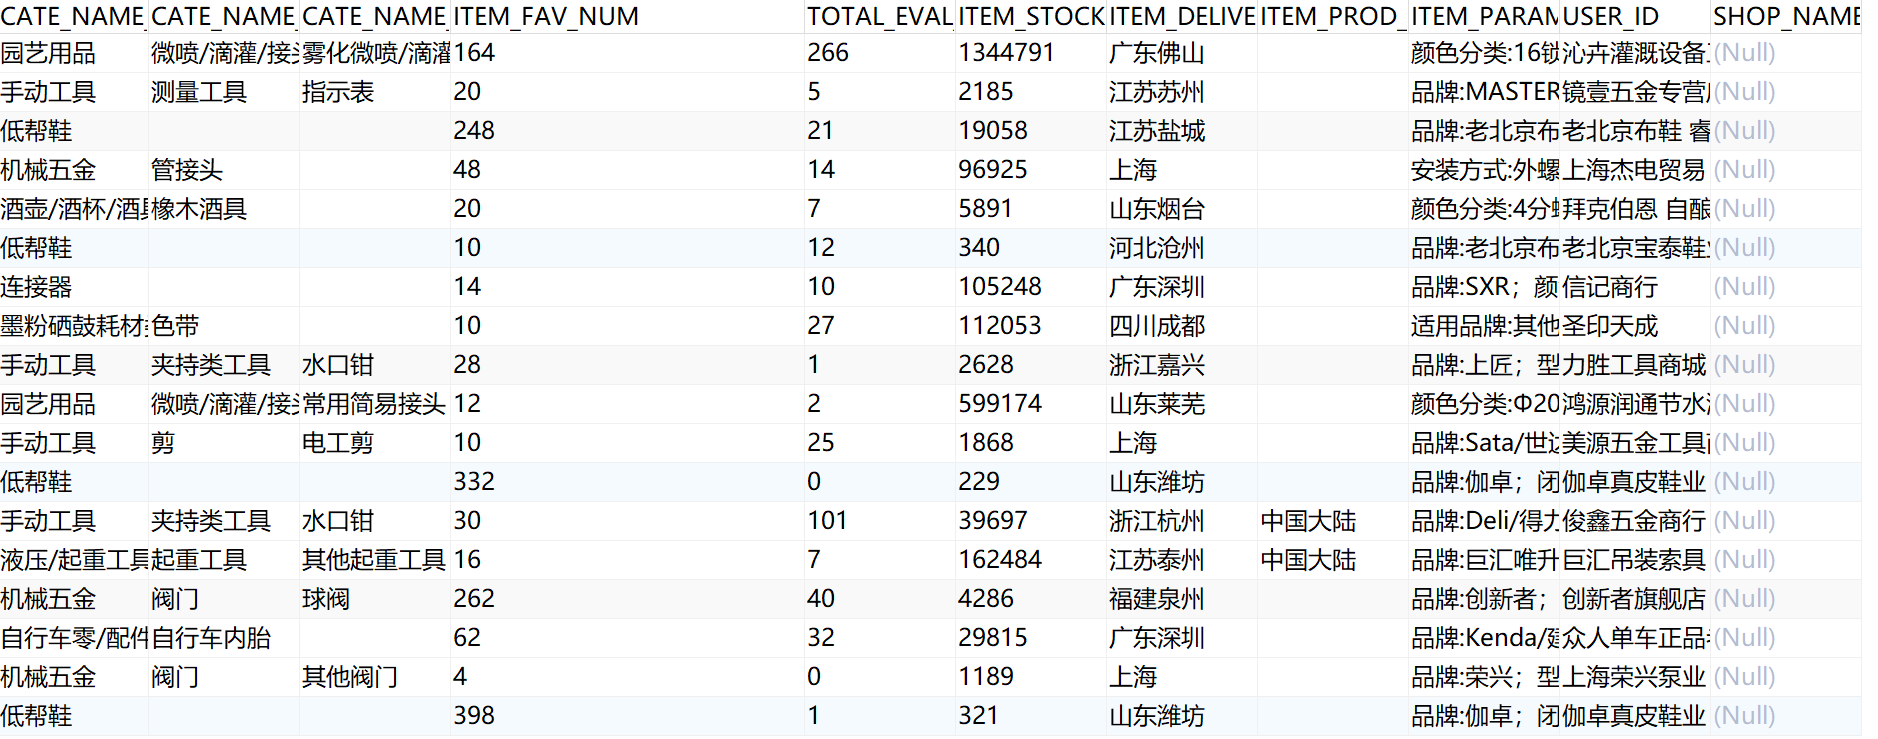 CATE_NAME_ CATE_NAME_ CATE_NAME_ ITEM_FAV_NUM TOTAL_EVAL ITEM_STOCK ITEM_DELIVE ITEM_PROD_ ITEM_PARAM USER_ID SHOP_NAME
园艺用品 微喷/滴灌/接头 雾化微喷/滴灌 164 266 1344791 广东佛山 颜色分类:16锁 沁卉灌溉设备 (Null)
手动工具 测量工具 指示表 20 5 2185 江苏苏州 品牌:MASTER 镜壹五金专营店 (Null)
低帮鞋 248 21 19058 江苏盐城 品牌:老北京布 老北京布鞋 睿 (Null)
机械五金 管接头 48 14 96925 上海 安装方式:外螺 上海杰电贸易 (Null)
酒壶/酒杯/酒具 橡木酒具 20 7 5891 山东烟台 颜色分类:4分 拜克伯恩 自酿 (Null)
低帮鞋 10 12 340 河北沧州 品牌:老北京布 老北京宝泰鞋业 (Null)
连接器 14 10 105248 广东深圳 品牌:SXR；颜 信记商行 (Null)
墨粉硒鼓耗材 色带 10 27 112053 四川成都 适用品牌:其他 圣印天成 (Null)
手动工具 夹持类工具 水口钳 28 1 2628 浙江嘉兴 品牌:上匠；型 力胜工具商城 (Null)
园艺用品 微喷/滴灌/接头 常用简易接头 12 2 599174 山东莱芜 颜色分类:Φ20 鸿源润通节水 (Null)
手动工具 剪 电工剪 10 25 1868 上海 品牌:Sata/世达 美源五金工具 (Null)
低帮鞋 332 0 229 山东潍坊 品牌:伽卓；闭 伽卓真皮鞋业 (Null)
手动工具 夹持类工具 水口钳 30 101 39697 浙江杭州 中国大陆 品牌:Deli/得力 俊鑫五金商行 (Null)
液压/起重工具 起重工具 其他起重工具 16 7 162484 江苏泰州 中国大陆 品牌:巨汇唯升 巨汇吊装索具 (Null)
机械五金 阀门 球阀 262 40 4286 福建泉州 品牌:创新者； 创新者旗舰店 (Null)
自行车零/配件 自行车内胎 62 32 29815 广东深圳 品牌:Kenda/建 众人单车正品 (Null)
机械五金 阀门 其他阀门 4 0 1189 上海 品牌:荣兴；型 上海荣兴泵业 (Null)
低帮鞋 398 1 321 山东潍坊 品牌:伽卓；闭 伽卓真皮鞋业 (Null)